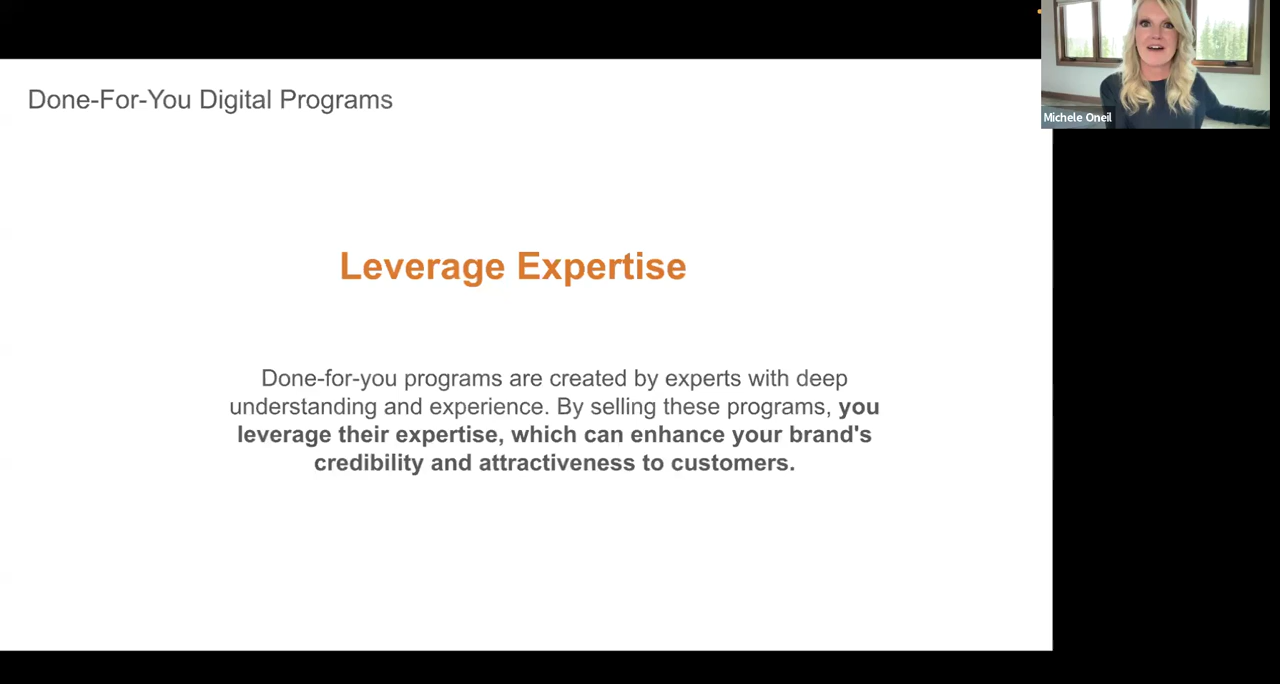 Done-For-You Digital Programs
Michele Oneil
Leverage Expertise
Done-for-you programs are created by experts with deep
understanding and experience. By selling these programs, you
leverage their expertise, which can enhance your brand's
credibility and attractiveness to customers.